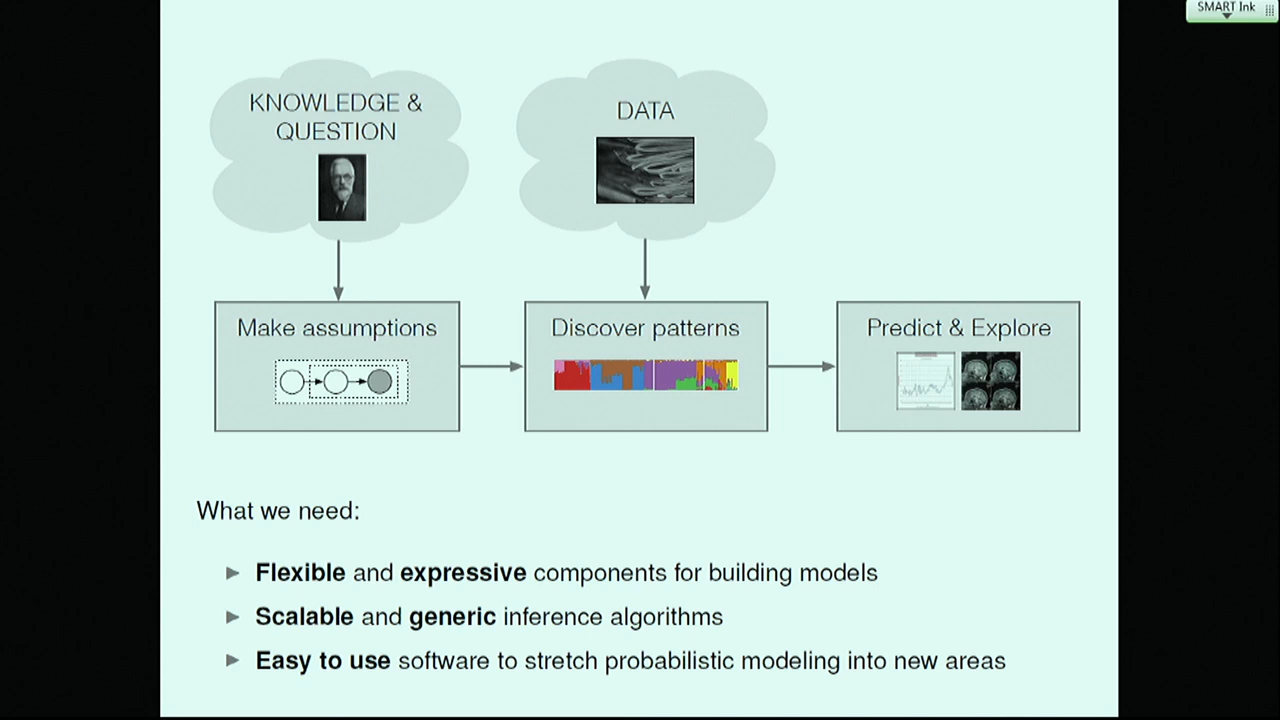 SMART Ink
KNOWLEDGE &
QUESTION
DATA
Make assumptions
Discover patterns
Predict & Explore
What we need:
► Flexible and expressive components for building models
► Scalable and generic inference algorithms
► Easy to use software to stretch probabilistic modeling into new areas